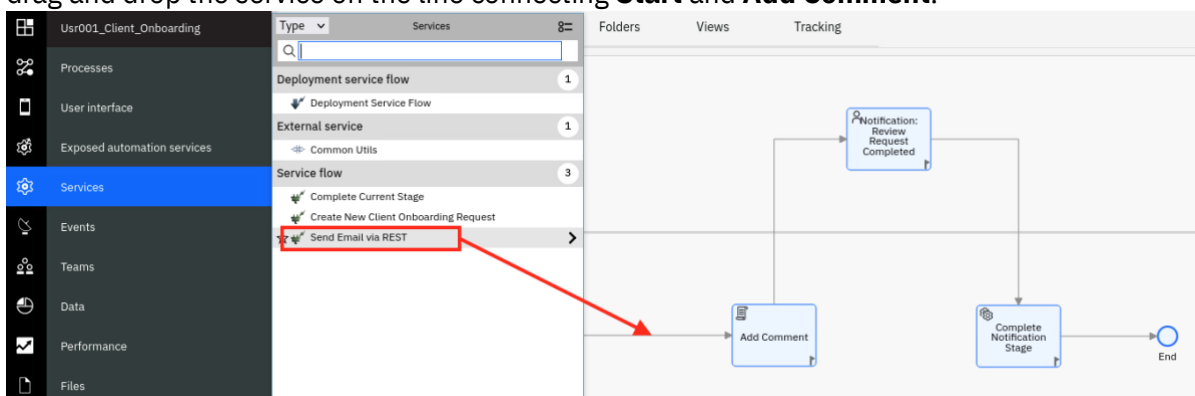 drag and drop the service on the line connecting Start and Add Comment.
Usr001_Client_Onboarding
Processes
User interface
Exposed automation services
Services
Events
Teams
Data
Performance
Files
Type
Services
Deployment service flow 1
Deployment Service Flow
External service 1
Common Utils
Service flow 3
Complete Current Stage
Create New Client Onboarding Request
Send Email via REST
Folders Views Tracking
Notification:
Review
Request
Completed
Add Comment
Complete
Notification
Stage
End